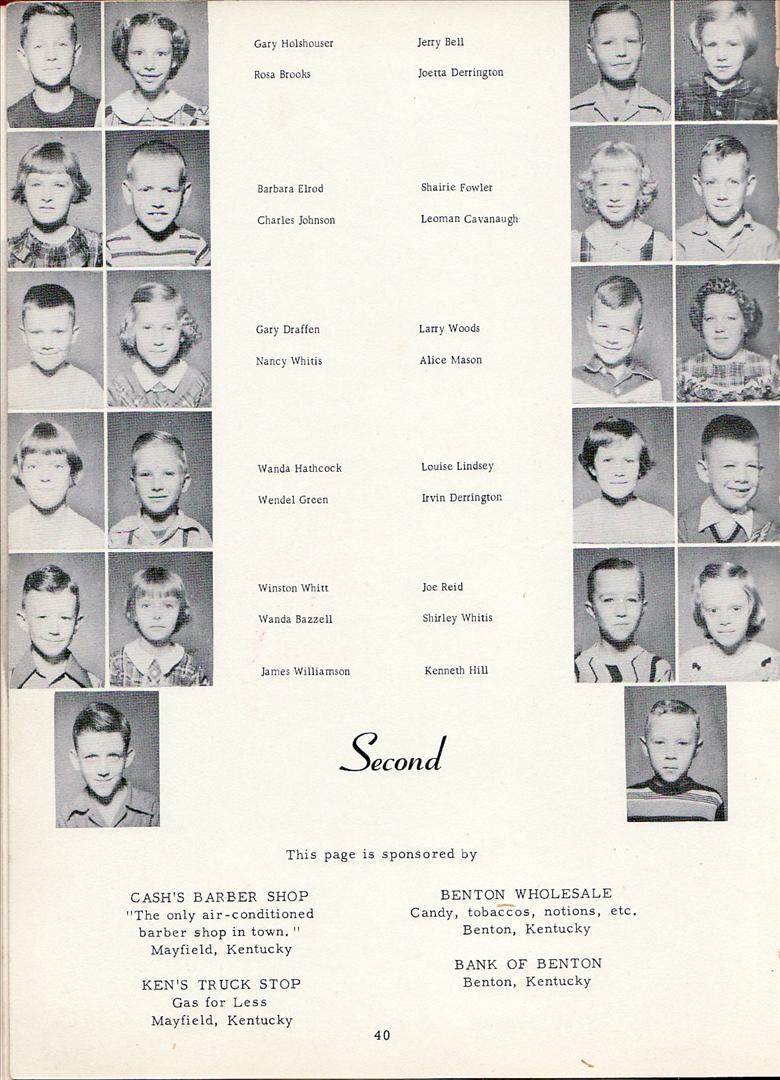 Gary Holshouser
Rosa Brooks
Jerry Bell
Joetta Derrington
Barbara Elrod
Charles Johnson
Shairie Fowler
Leoman Cavanaugh
Gary Draffen
Nancy Whitis
Larry Woods
Alice Mason
Wanda Hathcock
Wendel Green
Louise Lindsey
Irvin Derrington
Winston Whitt
Wanda Bazzell
Joe Reid
Shirley Whitis
James Williamson
Kenneth Hill
Second
This page is sponsored by
CASH'S BARBER SHOP
"The only air-conditioned
barber shop in town."
Mayfield, Kentucky
KEN'S TRUCK STOP
Gas for Less
Mayfield, Kentucky
BENTON WHOLESALE
Candy, tobaccos, notions, etc.
Benton, Kentucky
BANK OF BENTON
Benton, Kentucky
40